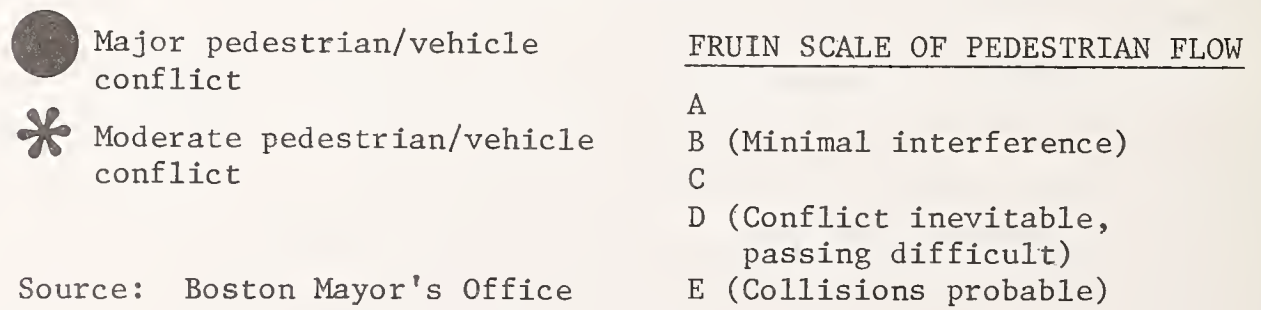 Major pedestrian/vehicle
conflict
Moderate pedestrian/vehicle
conflict
Source: Boston Mayor's Office
FRUIN SCALE OF PEDESTRIAN FLOW
A
B (Minimal interference)
C
D (Conflict inevitable,
passing difficult)
E (Collisions probable)